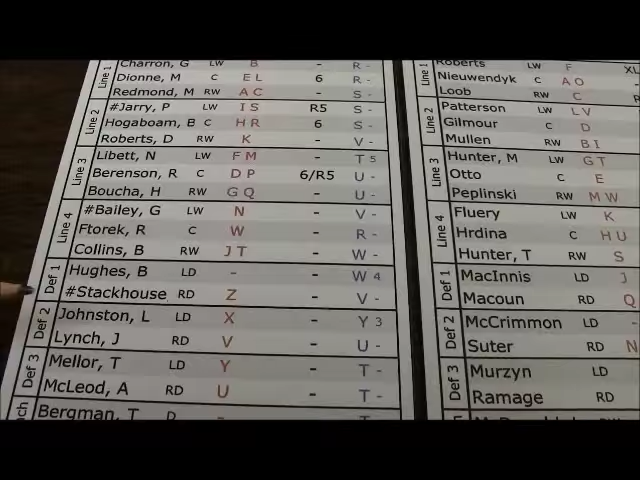 Line 1
Charron, G LW B - R -
Dionne, M C E L 6 R -
Redmond, M RW A C - S -
Line 2
#Jarry, P LW I S R5 S -
Hogaboam, B C H R 6 S -
Roberts, D RW K - V -
Line 3
Libett, N LW F M - T 5
Berenson, R C D P 6/R5 U -
Boucha, H RW G Q - U -
Line 4
#Bailey, G LW N - V -
Ftorek, R C W - R -
Collins, B RW J T - W -
Def 1
Hughes, B LD - - W 4
#Stackhouse RD Z - V -
Def 2
Johnston, L LD X - Y 3
Lynch, J RD V - U -
Def 3
Mellor, T LD Y - T -
McLeod, A RD U - T -
Bergman, T D - - T
Line 1
Roberts LW F XL
Nieuwendyk C A O -
Loob RW C R
Line 2
Patterson LW L V
Gilmour C D
Mullen RW B I
Line 3
Hunter, M LW G T
Otto C E
Peplinski RW M W
Line 4
Fluery LW K
Hrdina C H U
Hunter, T RW S
Def 1
MacInnis LD J
Macoun RD Q
Def 2
McCrimmon LD -
Suter RD N
Def 3
Murzyn LD
Ramage RD